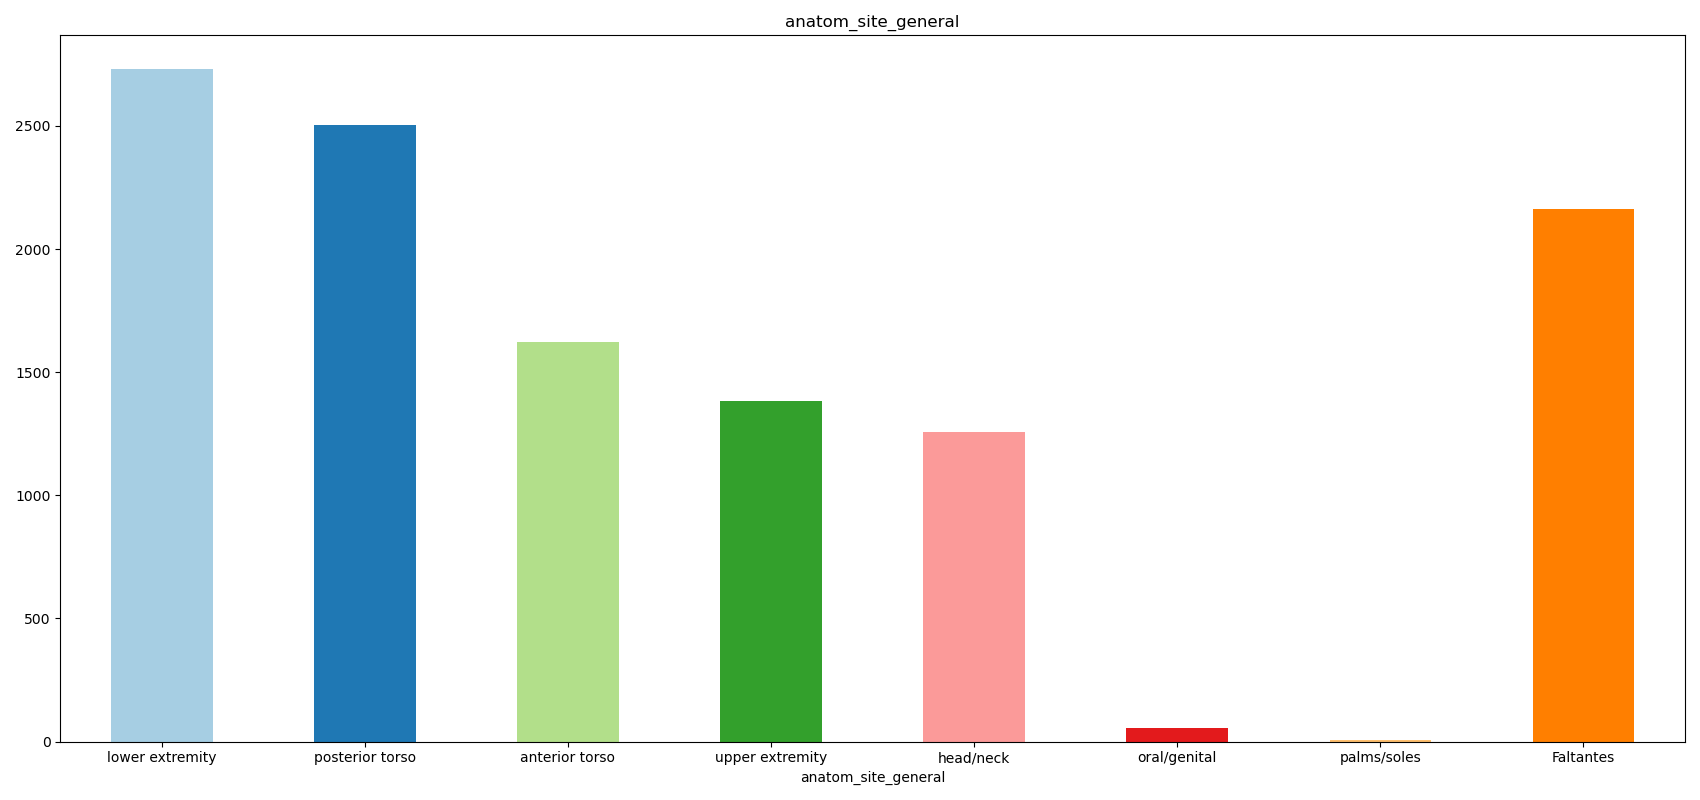 anatom_site_general
2500
2000
1500
1000
500
0
lower extremity posterior torso anterior torso upper extremity head/neck oral/genital palms/soles Faltantes
anatom_site_general